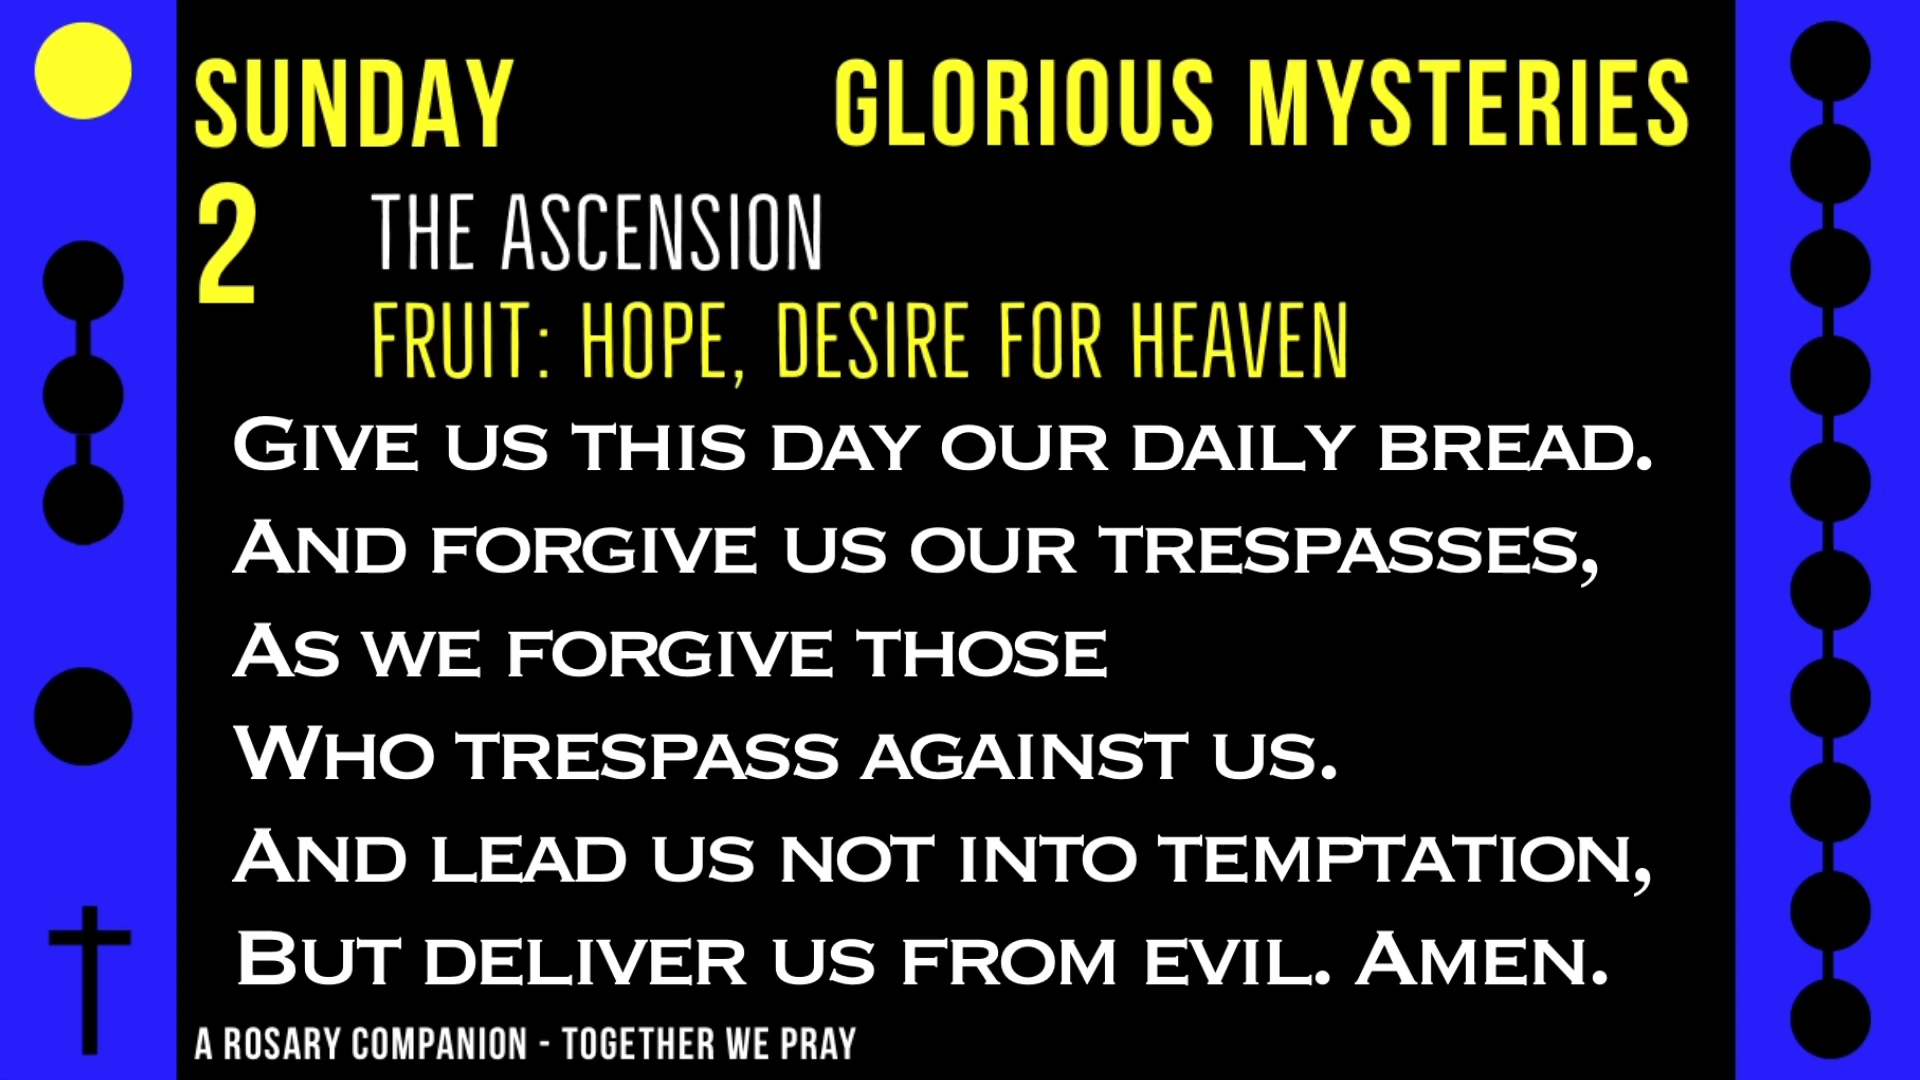 SUNDAY GLORIOUS MYSTERIES
2 THE ASCENSION
FRUIT: HOPE, DESIRE FOR HEAVEN
GIVE US THIS DAY OUR DAILY BREAD.
AND FORGIVE US OUR TRESPASSES,
AS WE FORGIVE THOSE
WHO TRESPASS AGAINST US.
AND LEAD US NOT INTO TEMPTATION,
BUT DELIVER US FROM EVIL. AMEN.
A ROSARY COMPANION - TOGETHER WE PRAY